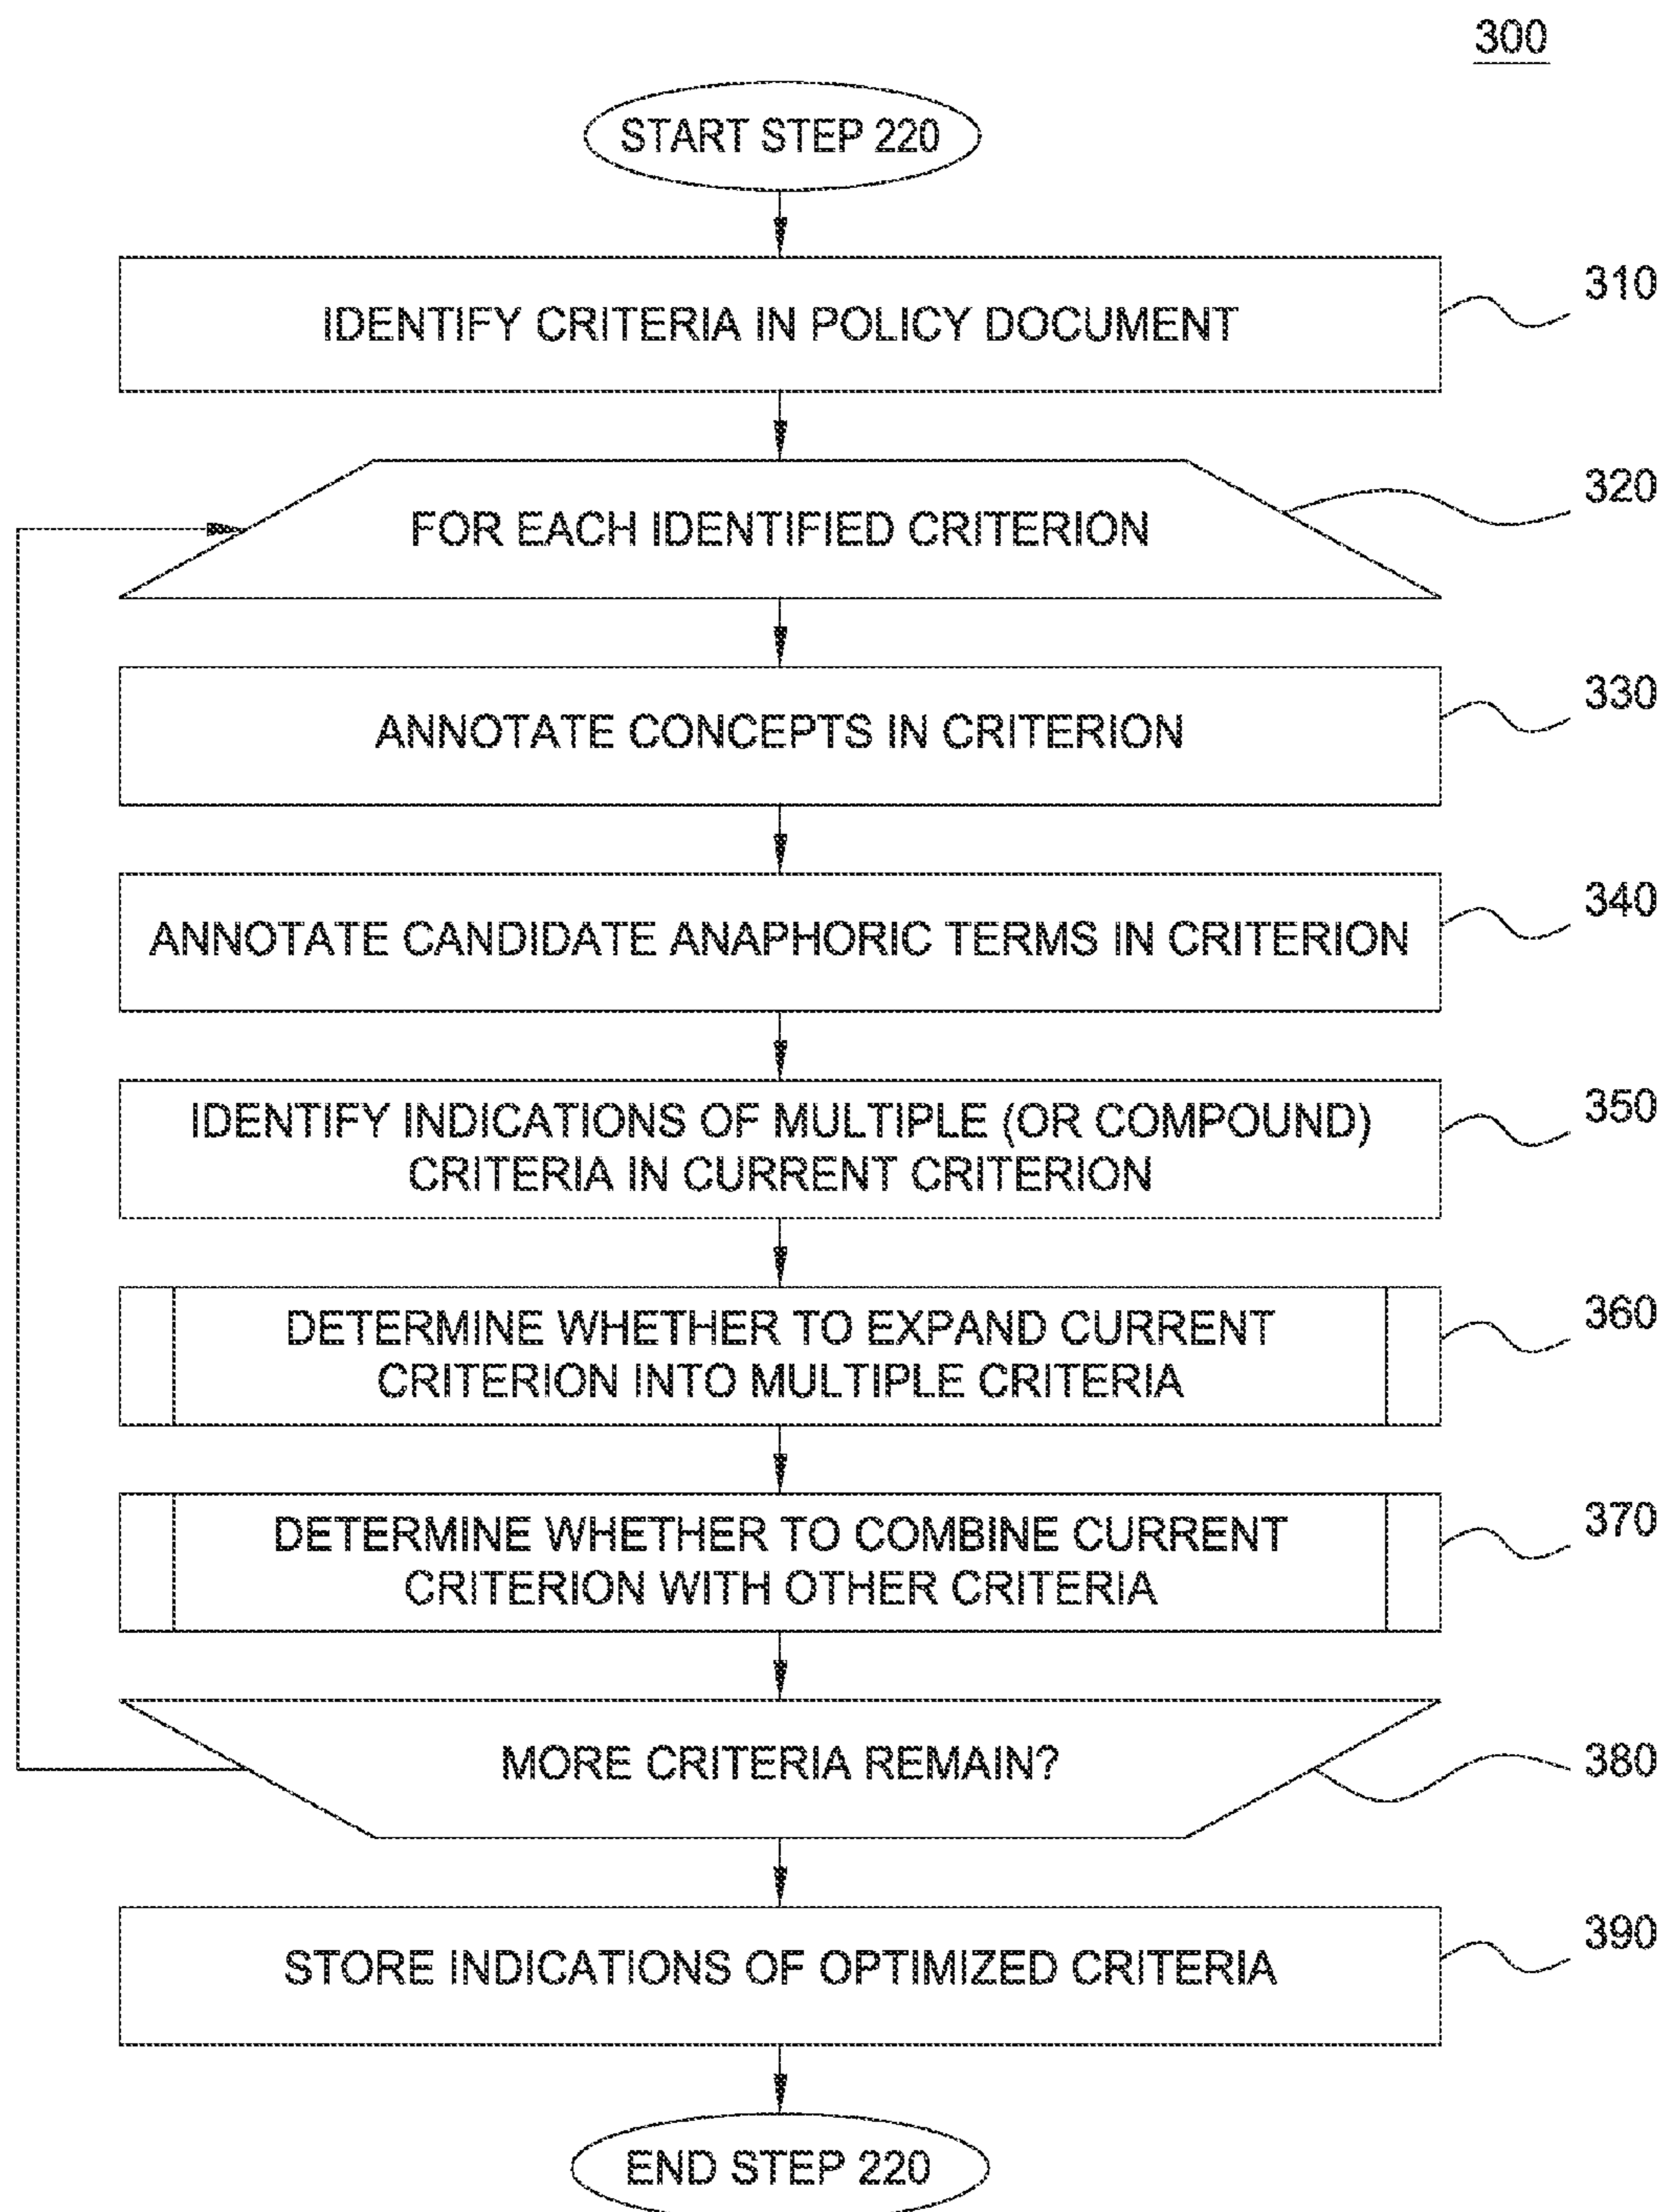 300
START STEP 220
IDENTIFY CRITERIA IN POLICY DOCUMENT
310
FOR EACH IDENTIFIED CRITERION
320
ANNOTATE CONCEPTS IN CRITERION
330
ANNOTATE CANDIDATE ANAPHORIC TERMS IN CRITERION
340
IDENTIFY INDICATIONS OF MULTIPLE (OR COMPOUND)
CRITERIA IN CURRENT CRITERION
350
DETERMINE WHETHER TO EXPAND CURRENT
CRITERION INTO MULTIPLE CRITERIA
360
DETERMINE WHETHER TO COMBINE CURRENT
CRITERION WITH OTHER CRITERIA
370
MORE CRITERIA REMAIN?
380
STORE INDICATIONS OF OPTIMIZED CRITERIA
390
END STEP 220